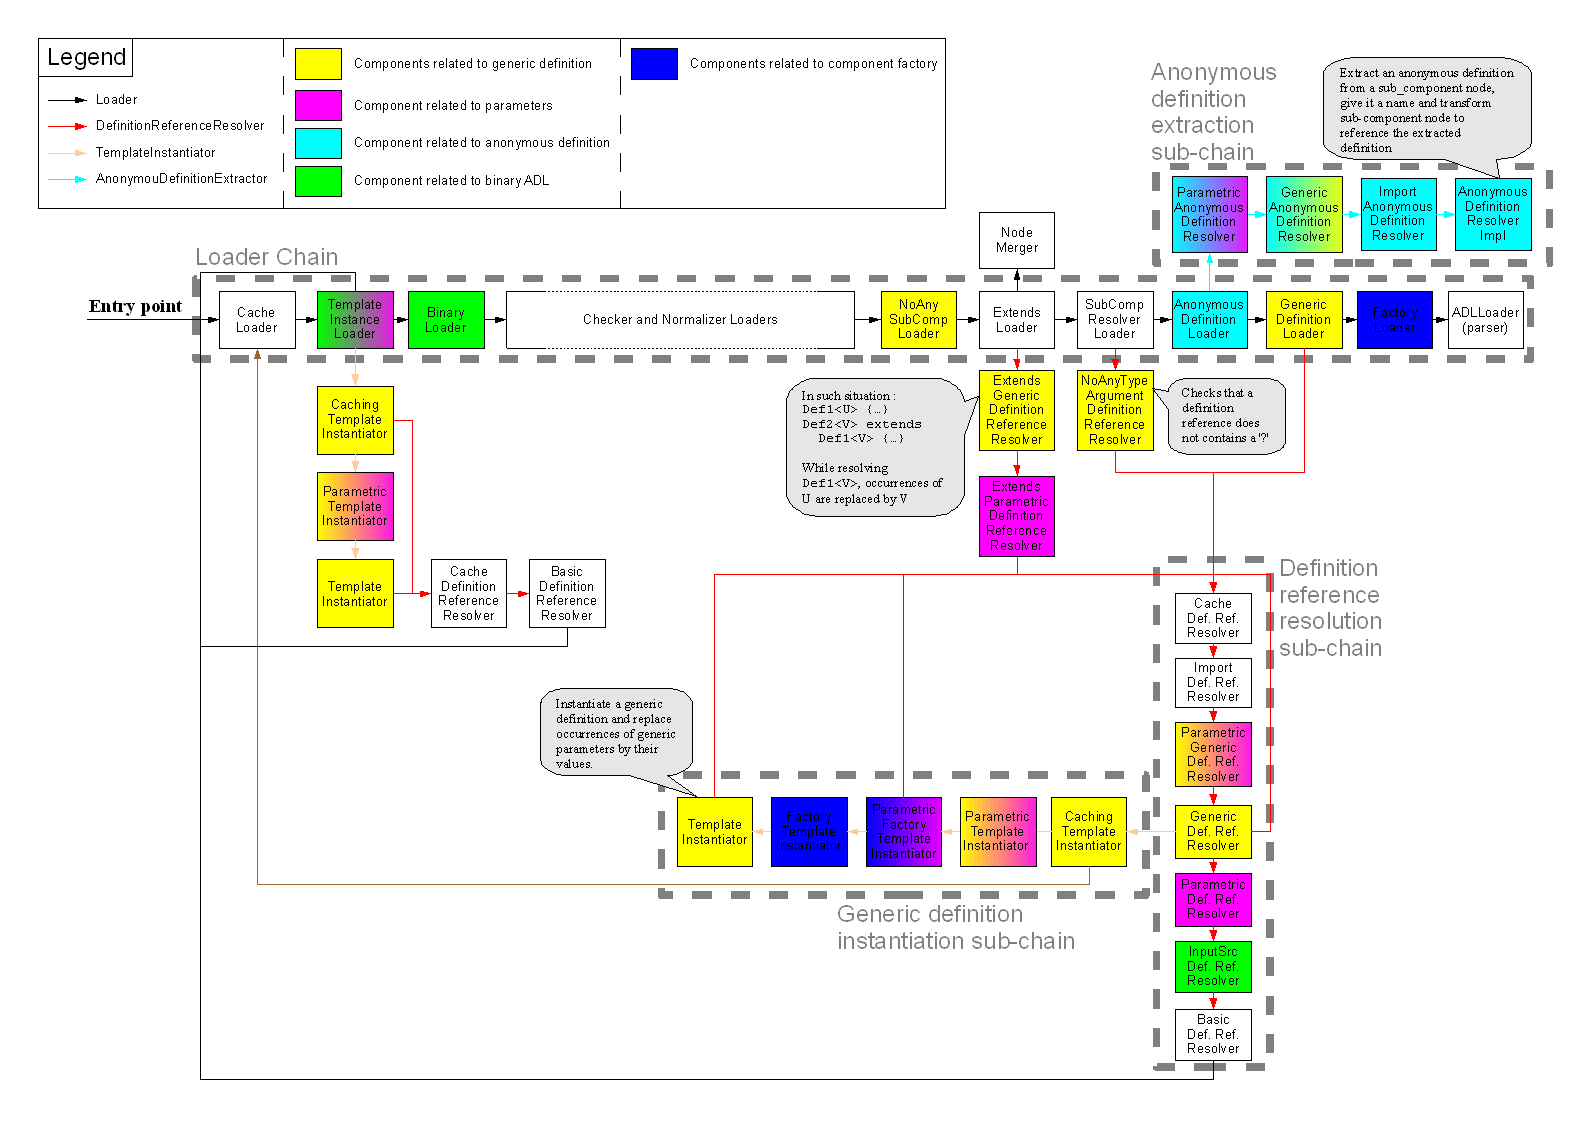 Legend
Loader
DefinitionReferenceResolver
TemplateInstantiator
AnonymouDefinitionExtractor
Components related to generic definition
Component related to parameters
Component related to anonymous definition
Component related to binary ADL
Components related to component factory
Anonymous
definition
extraction
sub-chain
Extract an anonymous definition
from a sub_component node,
give it a name and transform
sub-component node to
reference the extracted
definition
Parametric
Anonymous
Definition
Resolver
Generic
Anonymous
Definition
Resolver
Import
Anonymous
Definition
Resolver
Anonymous
Definition
Resolver
Impl
Node
Merger
Loader Chain
Entry point
Cache
Loader
Template
Instance
Loader
Binary
Loader
Checker and Normalizer Loaders
NoAny
SubComp
Loader
Extends
Loader
SubComp
Resolver
Loader
Anonymous
Definition
Loader
Generic
Definition
Loader
Factory
Loader
ADLLoader
(parser)
Caching
Template
Instantiator
Parametric
Template
Instantiator
Template
Instantiator
Cache
Definition
Reference
Resolver
Basic
Definition
Reference
Resolver
In such situation :
Def1<U> {…}
Def2<V> extends
Def1<V> {…}
While resolving
Def1<V>, occurrences of
U are replaced by V
Extends
Generic
Definition
Reference
Resolver
NoAnyType
Argument
Definition
Reference
Resolver
Checks that a
definition
reference does
not contains a '?'
Extends
Parametric
Definition
Reference
Resolver
Definition
reference
resolution
sub-chain
Cache
Def. Ref.
Resolver
Import
Def. Ref.
Resolver
Parametric
Generic
Def. Ref.
Resolver
Generic
Def. Ref.
Resolver
Parametric
Def. Ref.
Resolver
InputSrc
Def. Ref.
Resolver
Basic
Def. Ref.
Resolver
Instantiate a generic
definition and replace
occurrences of generic
parameters by their
values.
Template
Instantiator
Factory
Template
Instantiator
Parametric
Factory
Template
Instantiator
Parametric
Template
Instantiator
Caching
Template
Instantiator
Generic definition
instantiation sub-chain